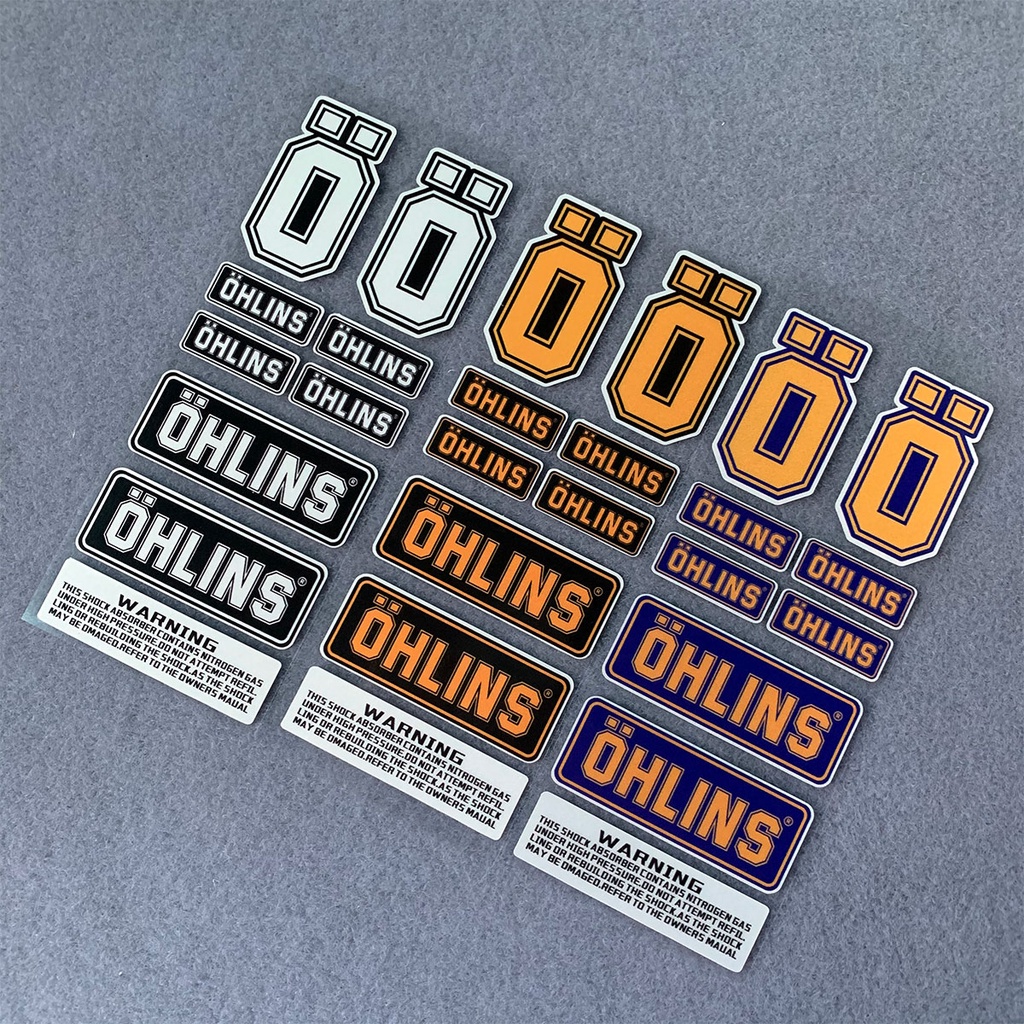 Ö
Ö
ÖHLINS
ÖHLINS
ÖHLINS
ÖHLINS
ÖHLINS®
ÖHLINS®
WARNING
THIS SHOCK ABSORBER CONTAINS NITROGEN GAS
UNDER HIGH PRESSURE.DO NOT ATTEMPT REFIL.
LING OR REBUILDING THE SHOCK.AS THE SHOCK
MAY BE OMAGED.REFER TO THE OWNERS MAUAL
Ö
Ö
ÖHLINS
ÖHLINS
ÖHLINS
ÖHLINS
ÖHLINS®
ÖHLINS®
WARNING
THIS SHOCK ABSORBER CONTAINS NITROGEN GAS
UNDER HIGH PRESSURE.DO NOT ATTEMPT REFIL.
LING OR REBUILDING THE SHOCK.AS THE SHOCK
MAY BE OMAGED.REFER TO THE OWNERS MAUAL
Ö
Ö
ÖHLINS
ÖHLINS
ÖHLINS
ÖHLINS
ÖHLINS®
ÖHLINS®
WARNING
THIS SHOCK ABSORBER CONTAINS NITROGEN GAS
UNDER HIGH PRESSURE.DO NOT ATTEMPT REFIL.
LING OR REBUILDING THE SHOCK.AS THE SHOCK
MAY BE OMAGED.REFER TO THE OWNERS MAUAL